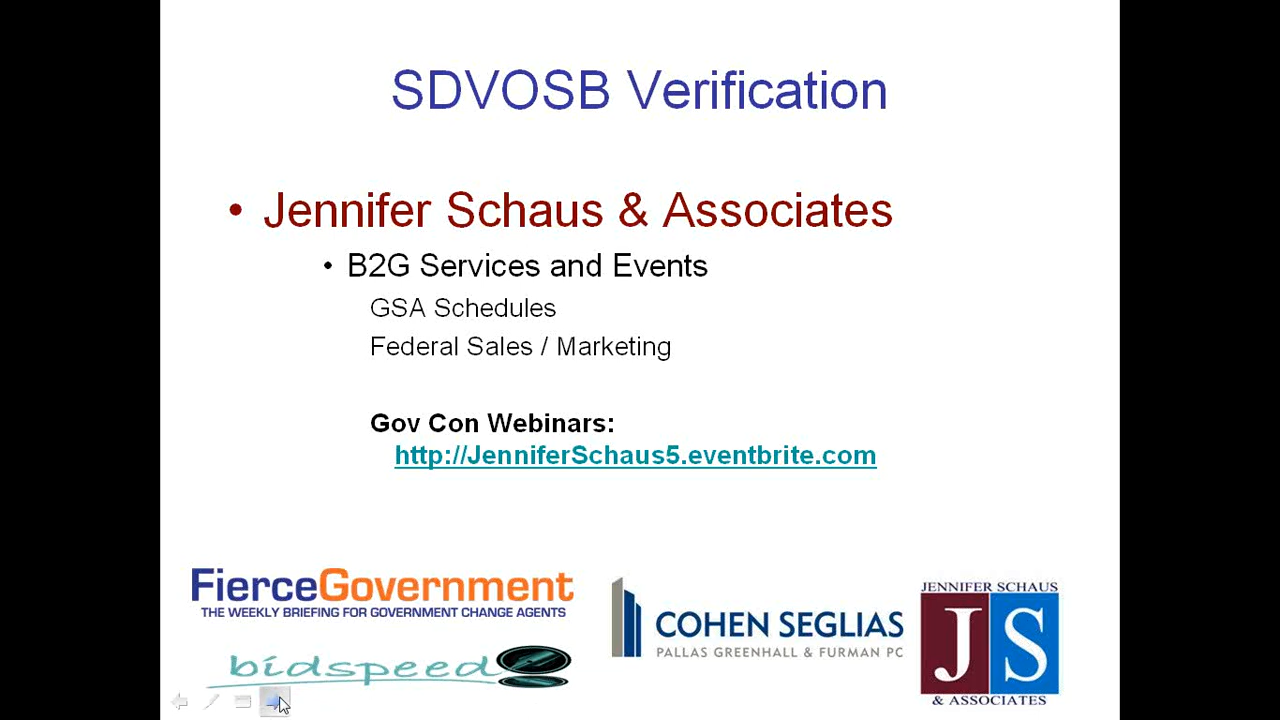 SDVOSB Verification
• Jennifer Schaus & Associates
• B2G Services and Events
GSA Schedules
Federal Sales / Marketing
Gov Con Webinars:
http://JenniferSchaus5.eventbrite.com
FierceGovernment
THE WEEKLY BRIEFING FOR GOVERNMENT CHANGE AGENTS
bidspeed
COHEN SEGLIAS
PALLAS GREENHALL & FURMAN PC
JENNIFER SCHAUS
JS
& ASSOCIATES